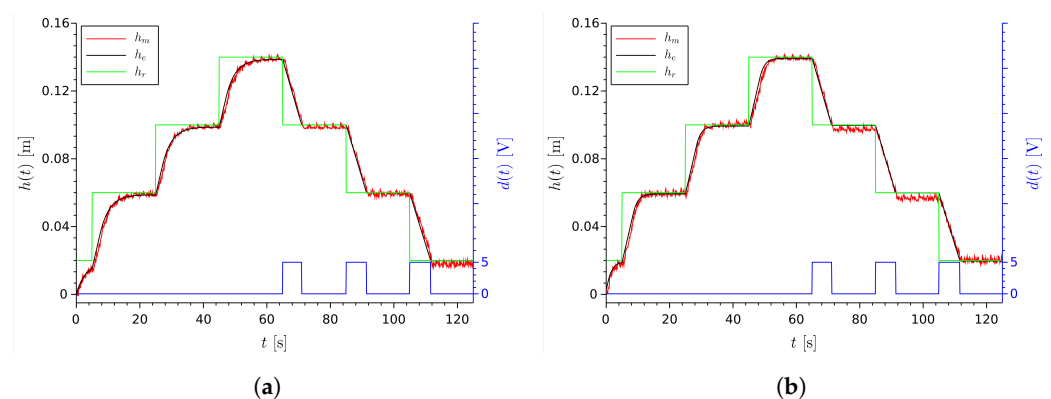 0.16
0.12
0.08
0.04
0
h(t) [m]
h_m
h_e
h_r
5
0
d(t) [V]
0 20 40 60 80 100 120
t [s]
(a)
0.16
0.12
0.08
0.04
0
h(t) [m]
h_m
h_e
h_r
5
0
d(t) [V]
0 20 40 60 80 100 120
t [s]
(b)